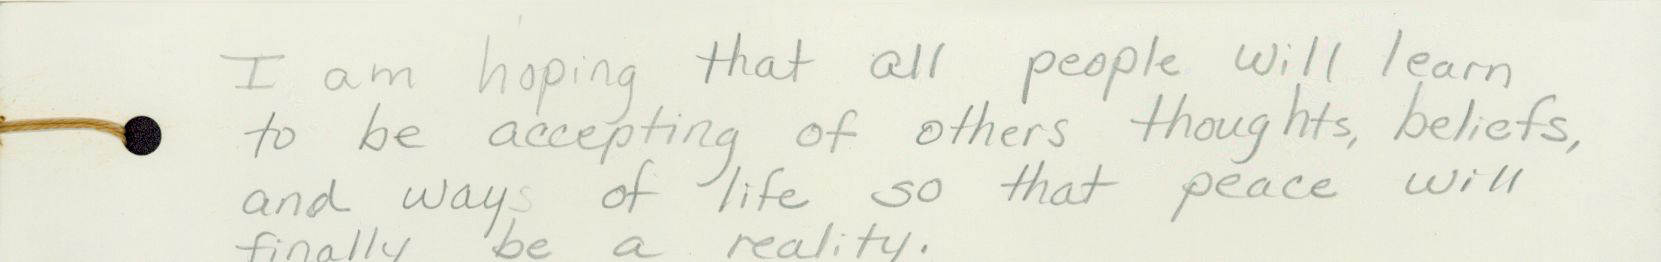 I am hoping that all people will learn
to be accepting of others thoughts, beliefs,
and ways of life so that peace will
finally be a reality.